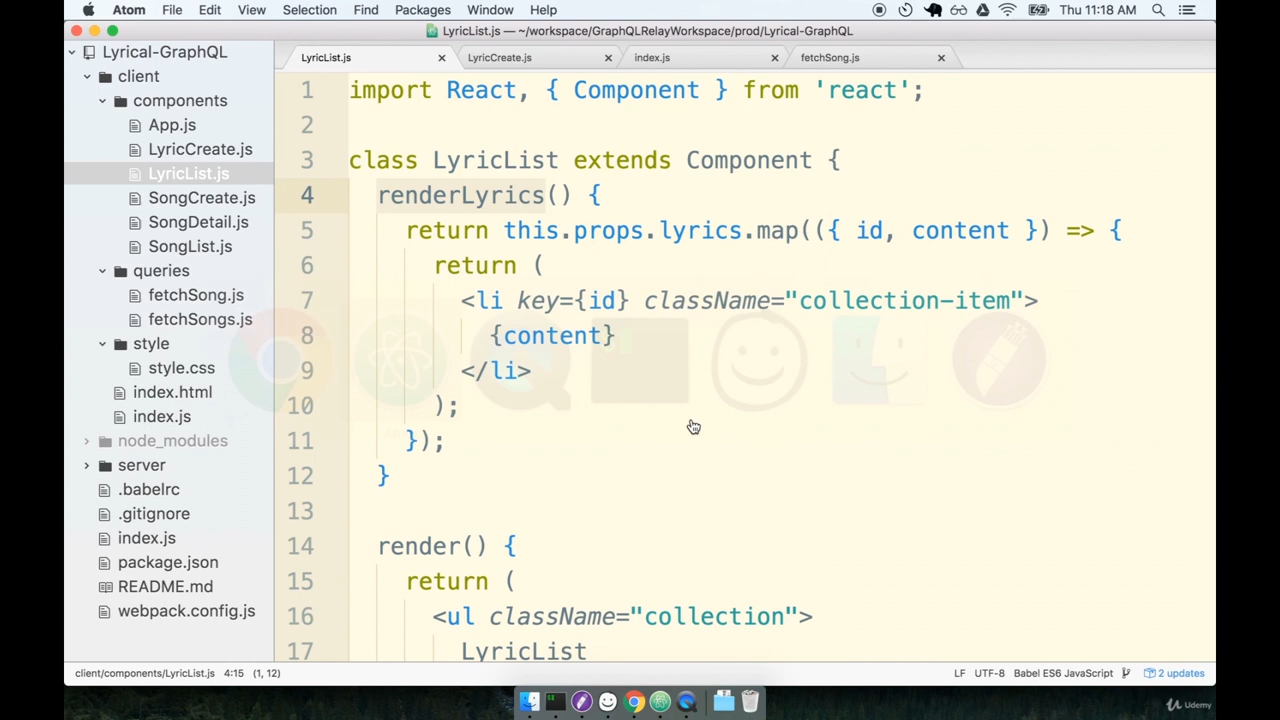 Atom File Edit View Selection Find Packages Window Help Thu 11:18 AM
LyricList.js — ~/workspace/GraphQLRelayWorkspace/prod/Lyrical-GraphQL
Lyrical-GraphQL
client
components
App.js
LyricCreate.js
LyricList.js
SongCreate.js
SongDetail.js
SongList.js
queries
fetchSong.js
fetchSongs.js
style
style.css
index.html
index.js
node_modules
server
.babelrc
.gitignore
index.js
package.json
README.md
webpack.config.js
LyricList.js LyricCreate.js index.js fetchSong.js
1 import React, { Component } from 'react';
2
3 class LyricList extends Component {
4 renderLyrics() {
5 return this.props.lyrics.map(({ id, content }) => {
6 return (
7 <li key={id} className="collection-item">
8 {content}
9 </li>
10 );
11 });
12 }
13
14 render() {
15 return (
16 <ul className="collection">
17 LyricList
client/components/LyricList.js 4:15 (1, 12) LF UTF-8 Babel ES6 JavaScript 2 updates
Udemy